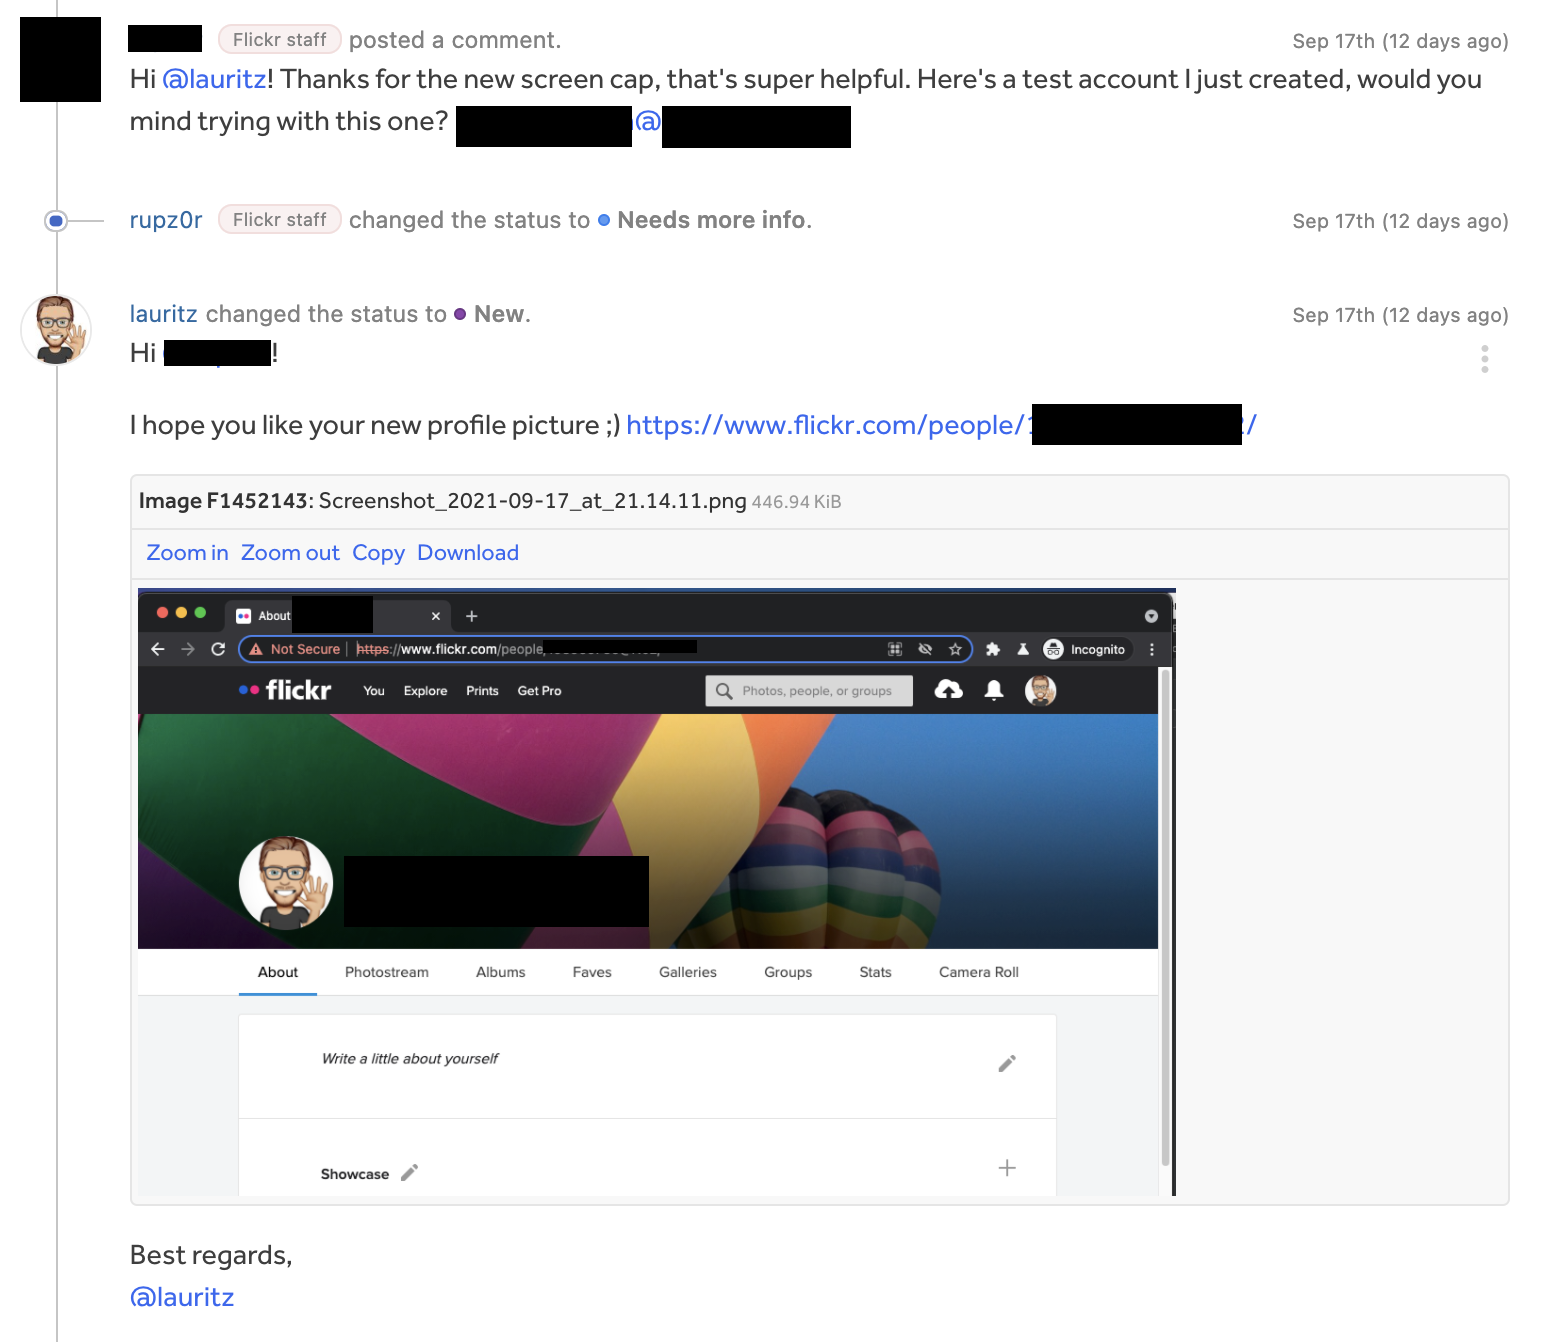 Flickr staff posted a comment. Sep 17th (12 days ago)
Hi @lauritz! Thanks for the new screen cap, that's super helpful. Here's a test account I just created, would you
mind trying with this one? @
rupz0r Flickr staff changed the status to Needs more info. Sep 17th (12 days ago)
lauritz changed the status to New. Sep 17th (12 days ago)
Hi !
I hope you like your new profile picture ;) https://www.flickr.com/people/ /
Image F1452143: Screenshot_2021-09-17_at_21.14.11.png 446.94 KiB
Zoom in Zoom out Copy Download
About
Not Secure | https://www.flickr.com/people/ Incognito
flickr You Explore Prints Get Pro Photos, people, or groups
About Photostream Albums Faves Galleries Groups Stats Camera Roll
Write a little about yourself
Showcase
Best regards,
@lauritz